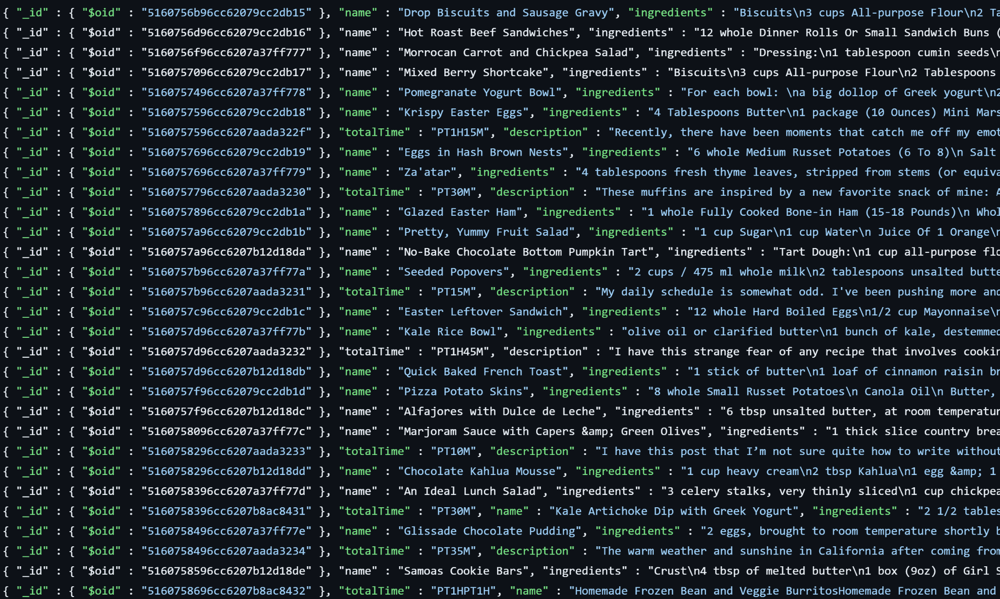 { "_id" : { "$oid" : "5160756b96cc62079cc2db15" }, "name" : "Drop Biscuits and Sausage Gravy", "ingredients" : "Biscuits\n3 cups All-purpose Flour\n2 Ta
{ "_id" : { "$oid" : "5160756d96cc62079cc2db16" }, "name" : "Hot Roast Beef Sandwiches", "ingredients" : "12 whole Dinner Rolls Or Small Sandwich Buns (
{ "_id" : { "$oid" : "5160756f96cc6207a37ff777" }, "name" : "Morrocan Carrot and Chickpea Salad", "ingredients" : "Dressing:\n1 tablespoon cumin seeds\n
{ "_id" : { "$oid" : "5160757096cc62079cc2db17" }, "name" : "Mixed Berry Shortcake", "ingredients" : "Biscuits\n3 cups All-purpose Flour\n2 Tablespoons
{ "_id" : { "$oid" : "5160757496cc6207a37ff778" }, "name" : "Pomegranate Yogurt Bowl", "ingredients" : "For each bowl: \na big dollop of Greek yogurt\n2
{ "_id" : { "$oid" : "5160757596cc62079cc2db18" }, "name" : "Krispy Easter Eggs", "ingredients" : "4 Tablespoons Butter\n1 package (10 Ounces) Mini Mars
{ "_id" : { "$oid" : "5160757596cc6207aada322f" }, "totalTime" : "PT1H15M", "description" : "Recently, there have been moments that catch me off my emot
{ "_id" : { "$oid" : "5160757696cc62079cc2db19" }, "name" : "Eggs in Hash Brown Nests", "ingredients" : "6 whole Medium Russet Potatoes (6 To 8)\n Salt
{ "_id" : { "$oid" : "5160757696cc6207a37ff779" }, "name" : "Za'atar", "ingredients" : "4 tablespoons fresh thyme leaves, stripped from stems (or equiva
{ "_id" : { "$oid" : "5160757796cc6207aada3230" }, "totalTime" : "PT30M", "description" : "These muffins are inspired by a new favorite snack of mine: A
{ "_id" : { "$oid" : "5160757896cc62079cc2db1a" }, "name" : "Glazed Easter Ham", "ingredients" : "1 whole Fully Cooked Bone-in Ham (15-18 Pounds)\n Whol
{ "_id" : { "$oid" : "5160757a96cc62079cc2db1b" }, "name" : "Pretty, Yummy Fruit Salad", "ingredients" : "1 cup Sugar\n1 cup Water\n Juice Of 1 Orange\n
{ "_id" : { "$oid" : "5160757a96cc6207b12d18da" }, "name" : "No-Bake Chocolate Bottom Pumpkin Tart", "ingredients" : "Tart Dough:\n1 cup all-purpose flo
{ "_id" : { "$oid" : "5160757b96cc6207a37ff77a" }, "name" : "Seeded Popovers", "ingredients" : "2 cups / 475 ml whole milk\n2 tablespoons unsalted butte
{ "_id" : { "$oid" : "5160757b96cc6207aada3231" }, "totalTime" : "PT15M", "description" : "My daily schedule is somewhat odd. I've been pushing more and
{ "_id" : { "$oid" : "5160757c96cc62079cc2db1c" }, "name" : "Easter Leftover Sandwich", "ingredients" : "12 whole Hard Boiled Eggs\n1/2 cup Mayonnaise\n
{ "_id" : { "$oid" : "5160757d96cc6207a37ff77b" }, "name" : "Kale Rice Bowl", "ingredients" : "olive oil or clarified butter\n1 bunch of kale, destemmed
{ "_id" : { "$oid" : "5160757d96cc6207aada3232" }, "totalTime" : "PT1H45M", "description" : "I have this strange fear of any recipe that involves cookin
{ "_id" : { "$oid" : "5160757d96cc6207b12d18db" }, "name" : "Quick Baked French Toast", "ingredients" : "1 stick of butter\n1 loaf of cinnamon raisin br
{ "_id" : { "$oid" : "5160757f96cc62079cc2db1d" }, "name" : "Pizza Potato Skins", "ingredients" : "8 whole Small Russet Potatoes\n Canola Oil\n Butter,
{ "_id" : { "$oid" : "5160757f96cc6207b12d18dc" }, "name" : "Alfajores with Dulce de Leche", "ingredients" : "6 tbsp unsalted butter, at room temperatur
{ "_id" : { "$oid" : "5160758096cc6207a37ff77c" }, "name" : "Marjoram Sauce with Capers &amp; Green Olives", "ingredients" : "1 thick slice country brea
{ "_id" : { "$oid" : "5160758296cc6207aada3233" }, "totalTime" : "PT10M", "description" : "I have this post that I’m not sure quite how to write without
{ "_id" : { "$oid" : "5160758296cc6207b12d18dd" }, "name" : "Chocolate Kahlua Mousse", "ingredients" : "1 cup heavy cream\n2 tbsp Kahlua\n1 egg &amp; 1
{ "_id" : { "$oid" : "5160758396cc6207a37ff77d" }, "name" : "An Ideal Lunch Salad", "ingredients" : "3 celery stalks, very thinly sliced\n1 cup chickpea
{ "_id" : { "$oid" : "5160758396cc6207b8ac8431" }, "totalTime" : "PT30M", "name" : "Kale Artichoke Dip with Greek Yogurt", "ingredients" : "2 1/2 tables
{ "_id" : { "$oid" : "5160758496cc6207a37ff77e" }, "name" : "Glissade Chocolate Pudding", "ingredients" : "2 eggs, brought to room temperature shortly b
{ "_id" : { "$oid" : "5160758496cc6207aada3234" }, "totalTime" : "PT35M", "description" : "The warm weather and sunshine in California after coming from
{ "_id" : { "$oid" : "5160758596cc6207b12d18de" }, "name" : "Samoas Cookie Bars", "ingredients" : "Crust\n4 tbsp of melted butter\n1 box (9oz) of Girl S
{ "_id" : { "$oid" : "5160758696cc6207b8ac8432" }, "totalTime" : "PT1HPT1H", "name" : "Homemade Frozen Bean and Veggie BurritosHomemade Frozen Bean and